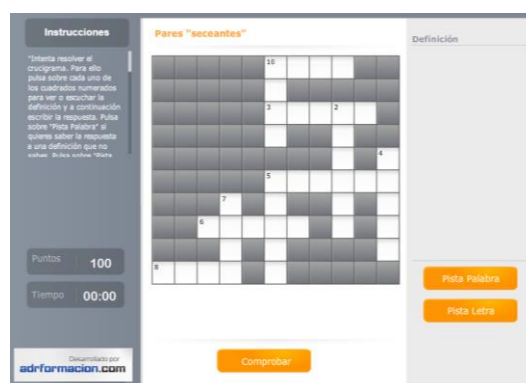 Instrucciones
"Intenta resolver el
crucigrama. Para ello
pulsa sobre cada uno de
los cuadrados numerados
para ver o escuchar la
definición y a continuación
escribir la respuesta. Pulsa
sobre "Pista Palabra" si
quieres saber la respuesta
a una definición que no
sabes. Pulsa sobre "Pista
Puntos 100
Tiempo 00:00
Desarrollado por
adrformacion.com
Pares "seceantes"
10
3 2
4
5
7
6
8
Comprobar
Definición
Pista Palabra
Pista Letra